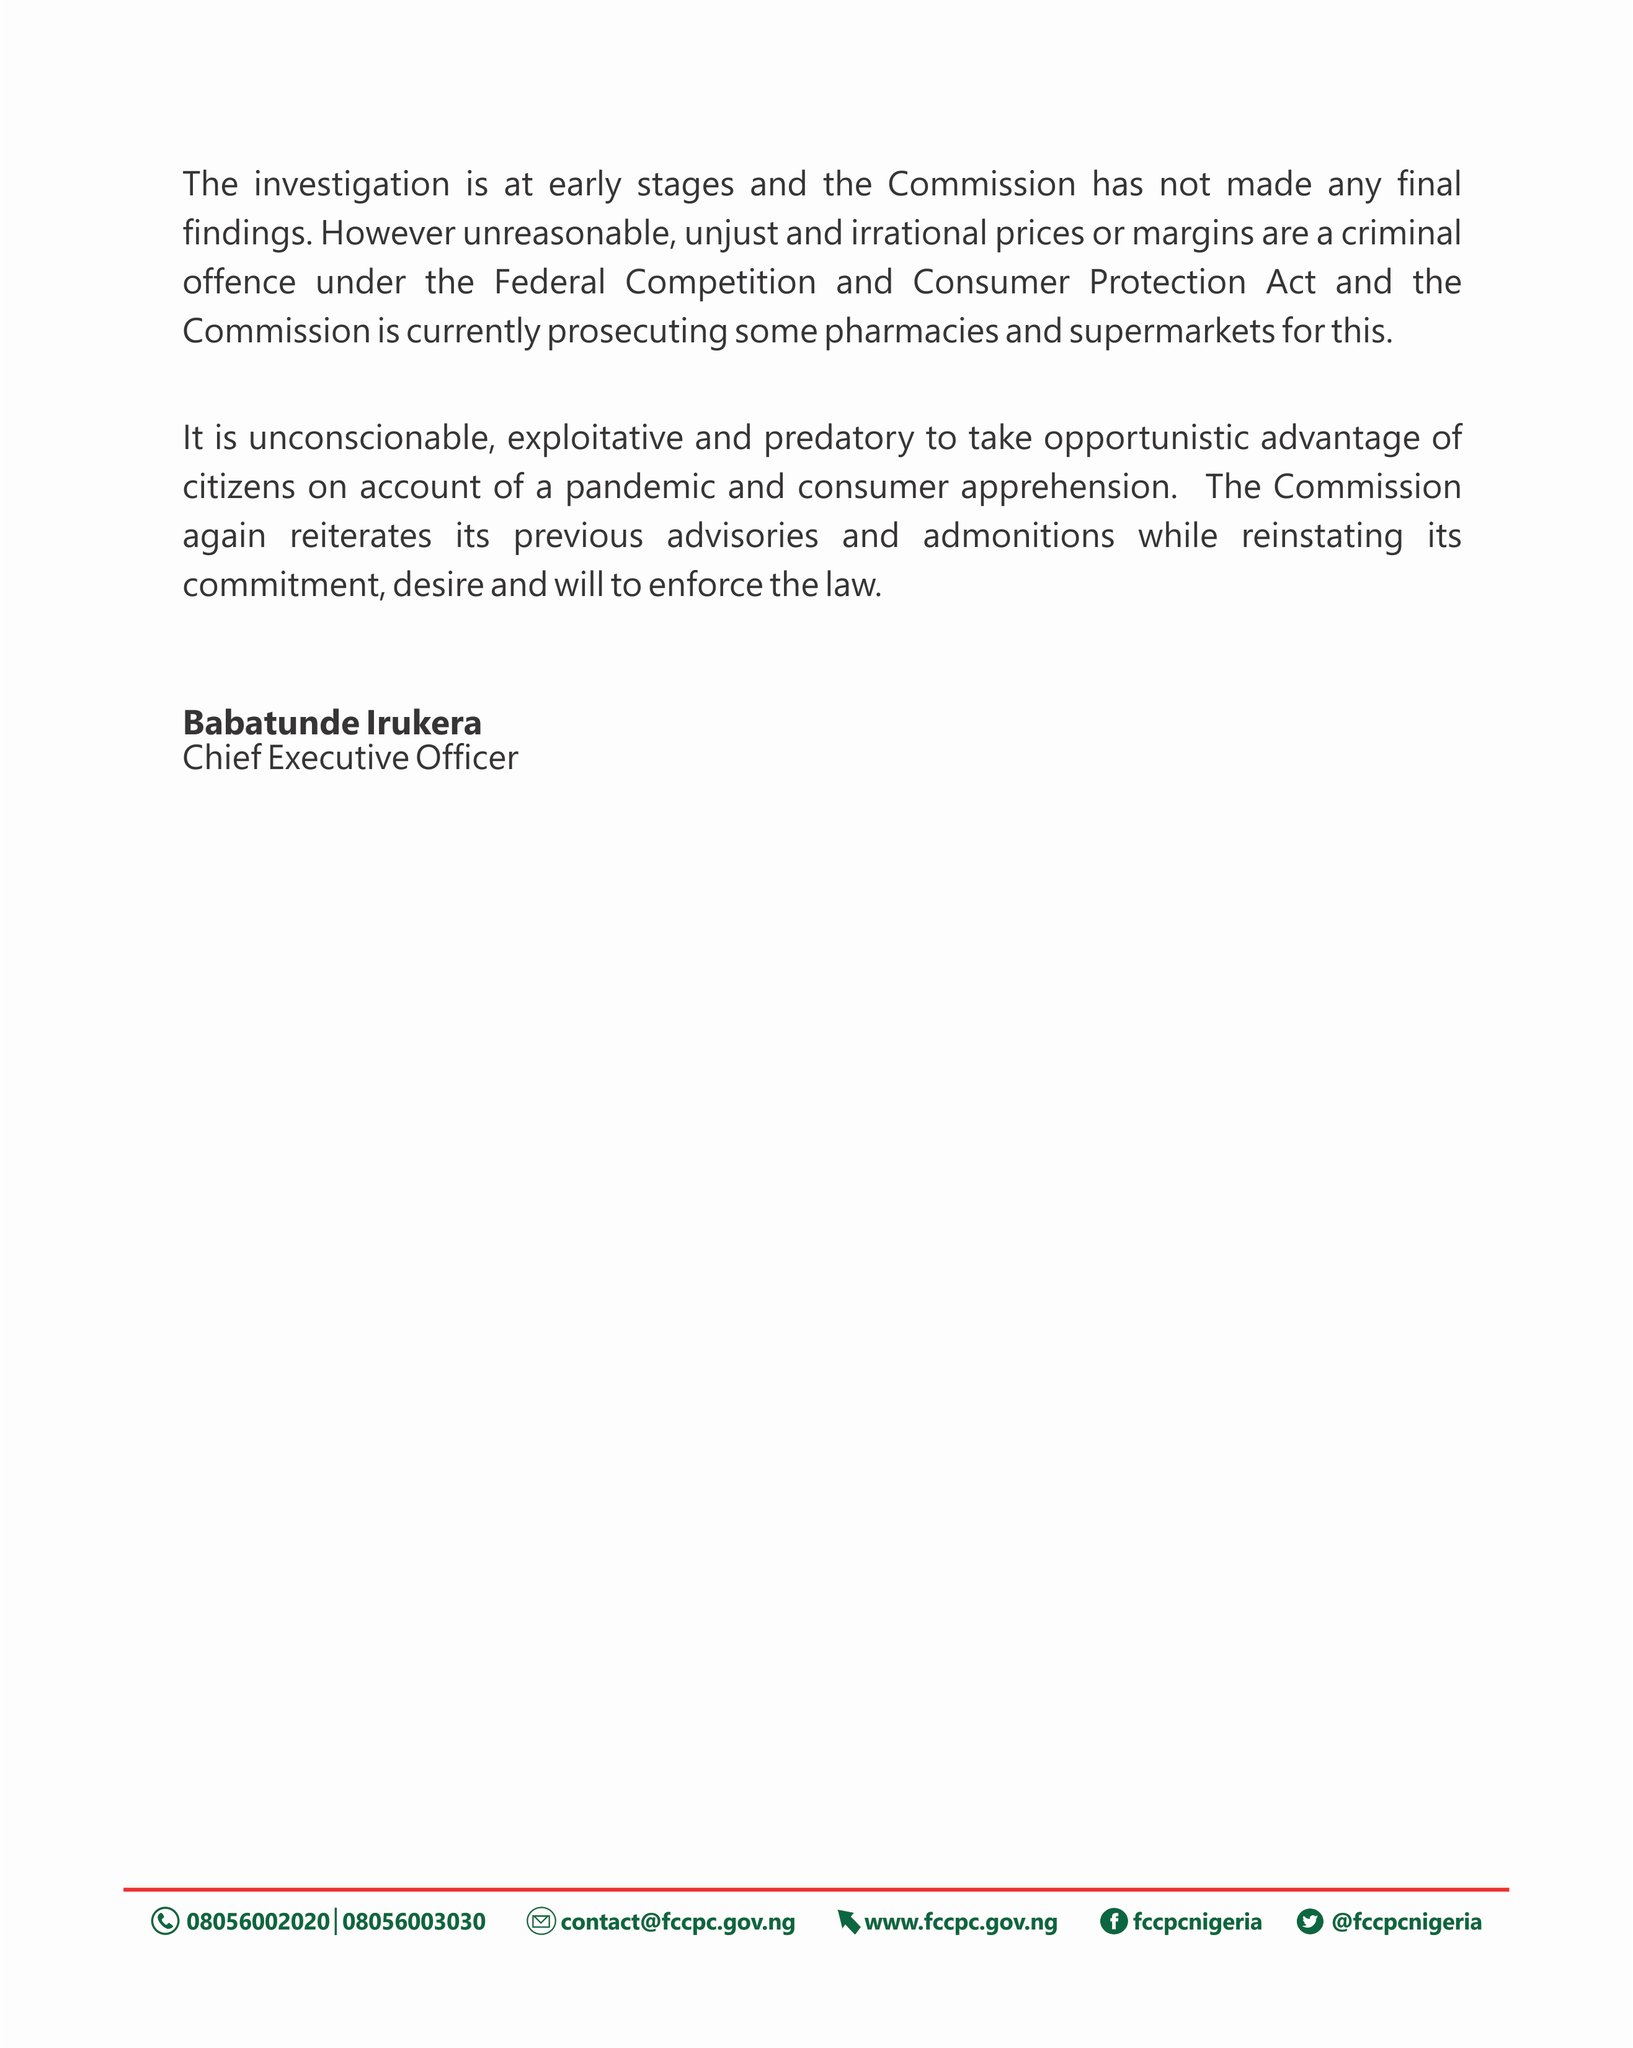 The investigation is at early stages and the Commission has not made any final
findings. However unreasonable, unjust and irrational prices or margins are a criminal
offence under the Federal Competition and Consumer Protection Act and the
Commission is currently prosecuting some pharmacies and supermarkets for this.
It is unconscionable, exploitative and predatory to take opportunistic advantage of
citizens on account of a pandemic and consumer apprehension.  The Commission
again reiterates its previous advisories and admonitions while reinstating its
commitment, desire and will to enforce the law.
Babatunde Irukera
Chief Executive Officer
08056002020|08056003030 contact@fccpc.gov.ng www.fccpc.gov.ng fccpcnigeria @fccpcnigeria